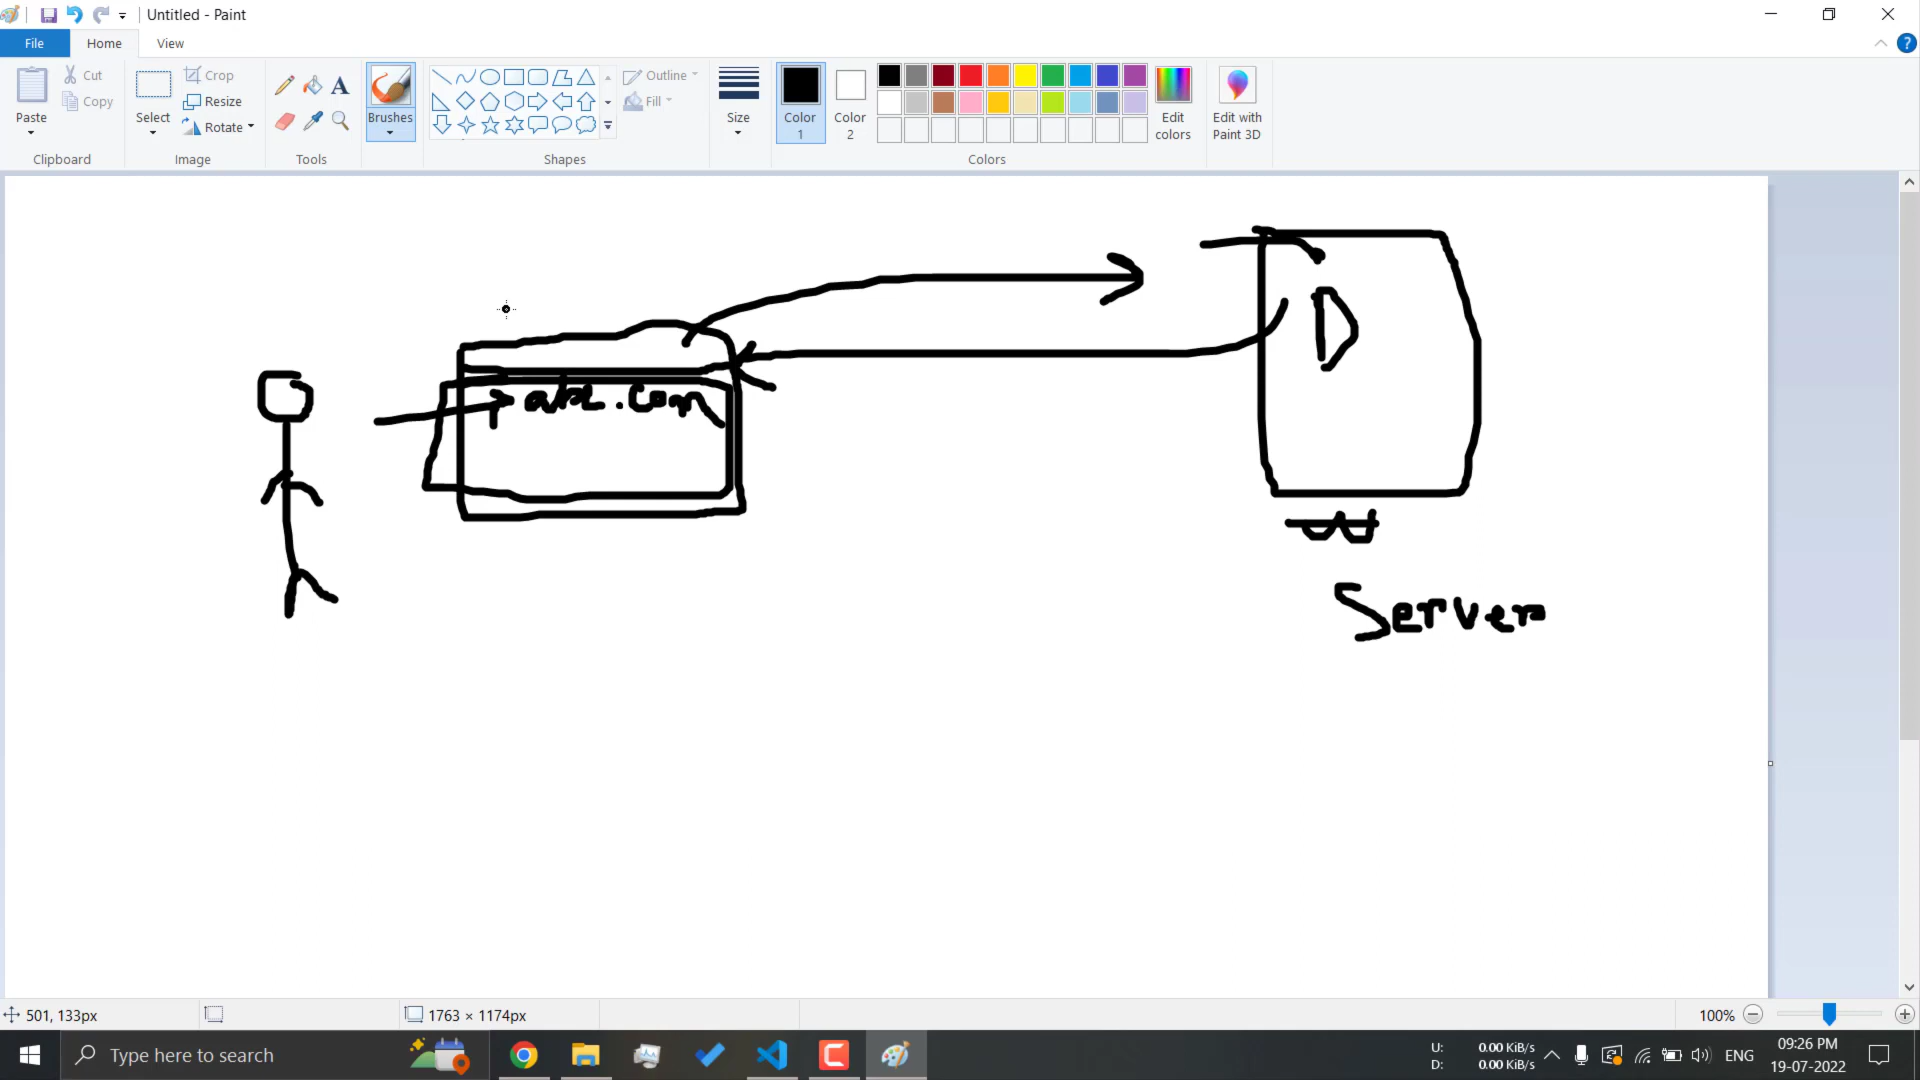 Untitled - Paint
File Home View
Paste
Cut
Copy
Clipboard
Select
Crop
Resize
Rotate
Image
A
Tools
Brushes
Shapes
Outline
Fill
Size
Color 1
Color 2
Colors
Edit colors
Edit with Paint 3D
?
abc.com
D
Server
501, 133px
1763 × 1174px
100%
Type here to search
U: 0.00 KiB/s
D: 0.00 KiB/s
ENG
09:26 PM
19-07-2022